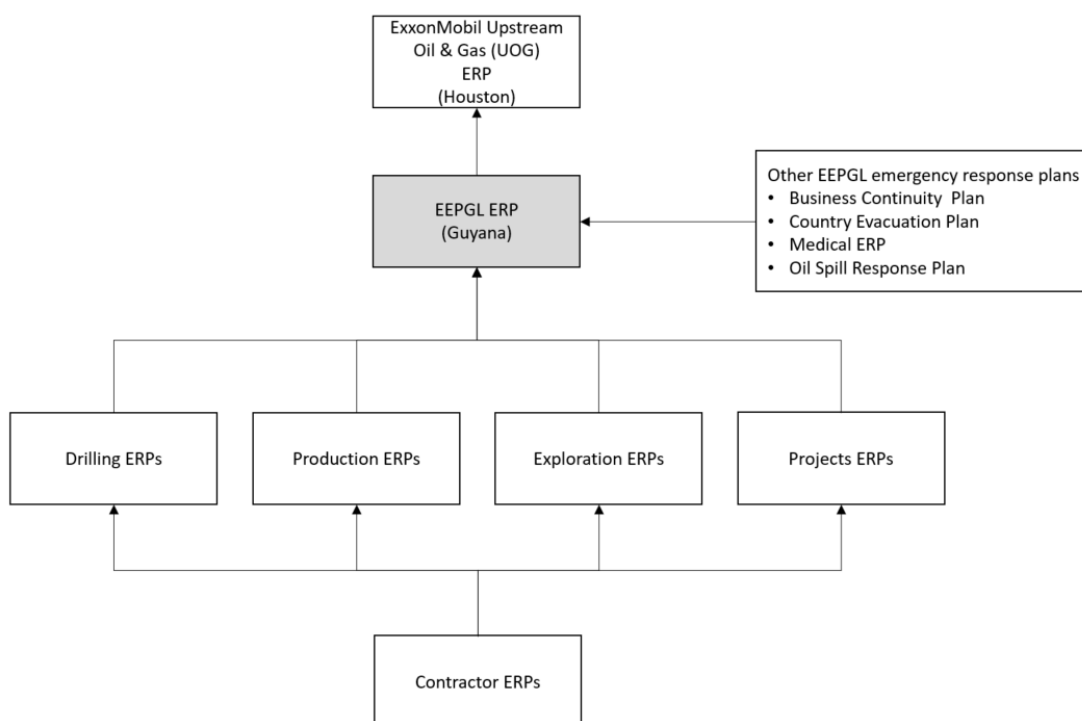 ExxonMobil Upstream
Oil & Gas (UOG)
ERP
(Houston)
EEPGL ERP
(Guyana)
Other EEPGL emergency response plans
• Business Continuity Plan
• Country Evacuation Plan
• Medical ERP
• Oil Spill Response Plan
Drilling ERPs
Production ERPs
Exploration ERPs
Projects ERPs
Contractor ERPs